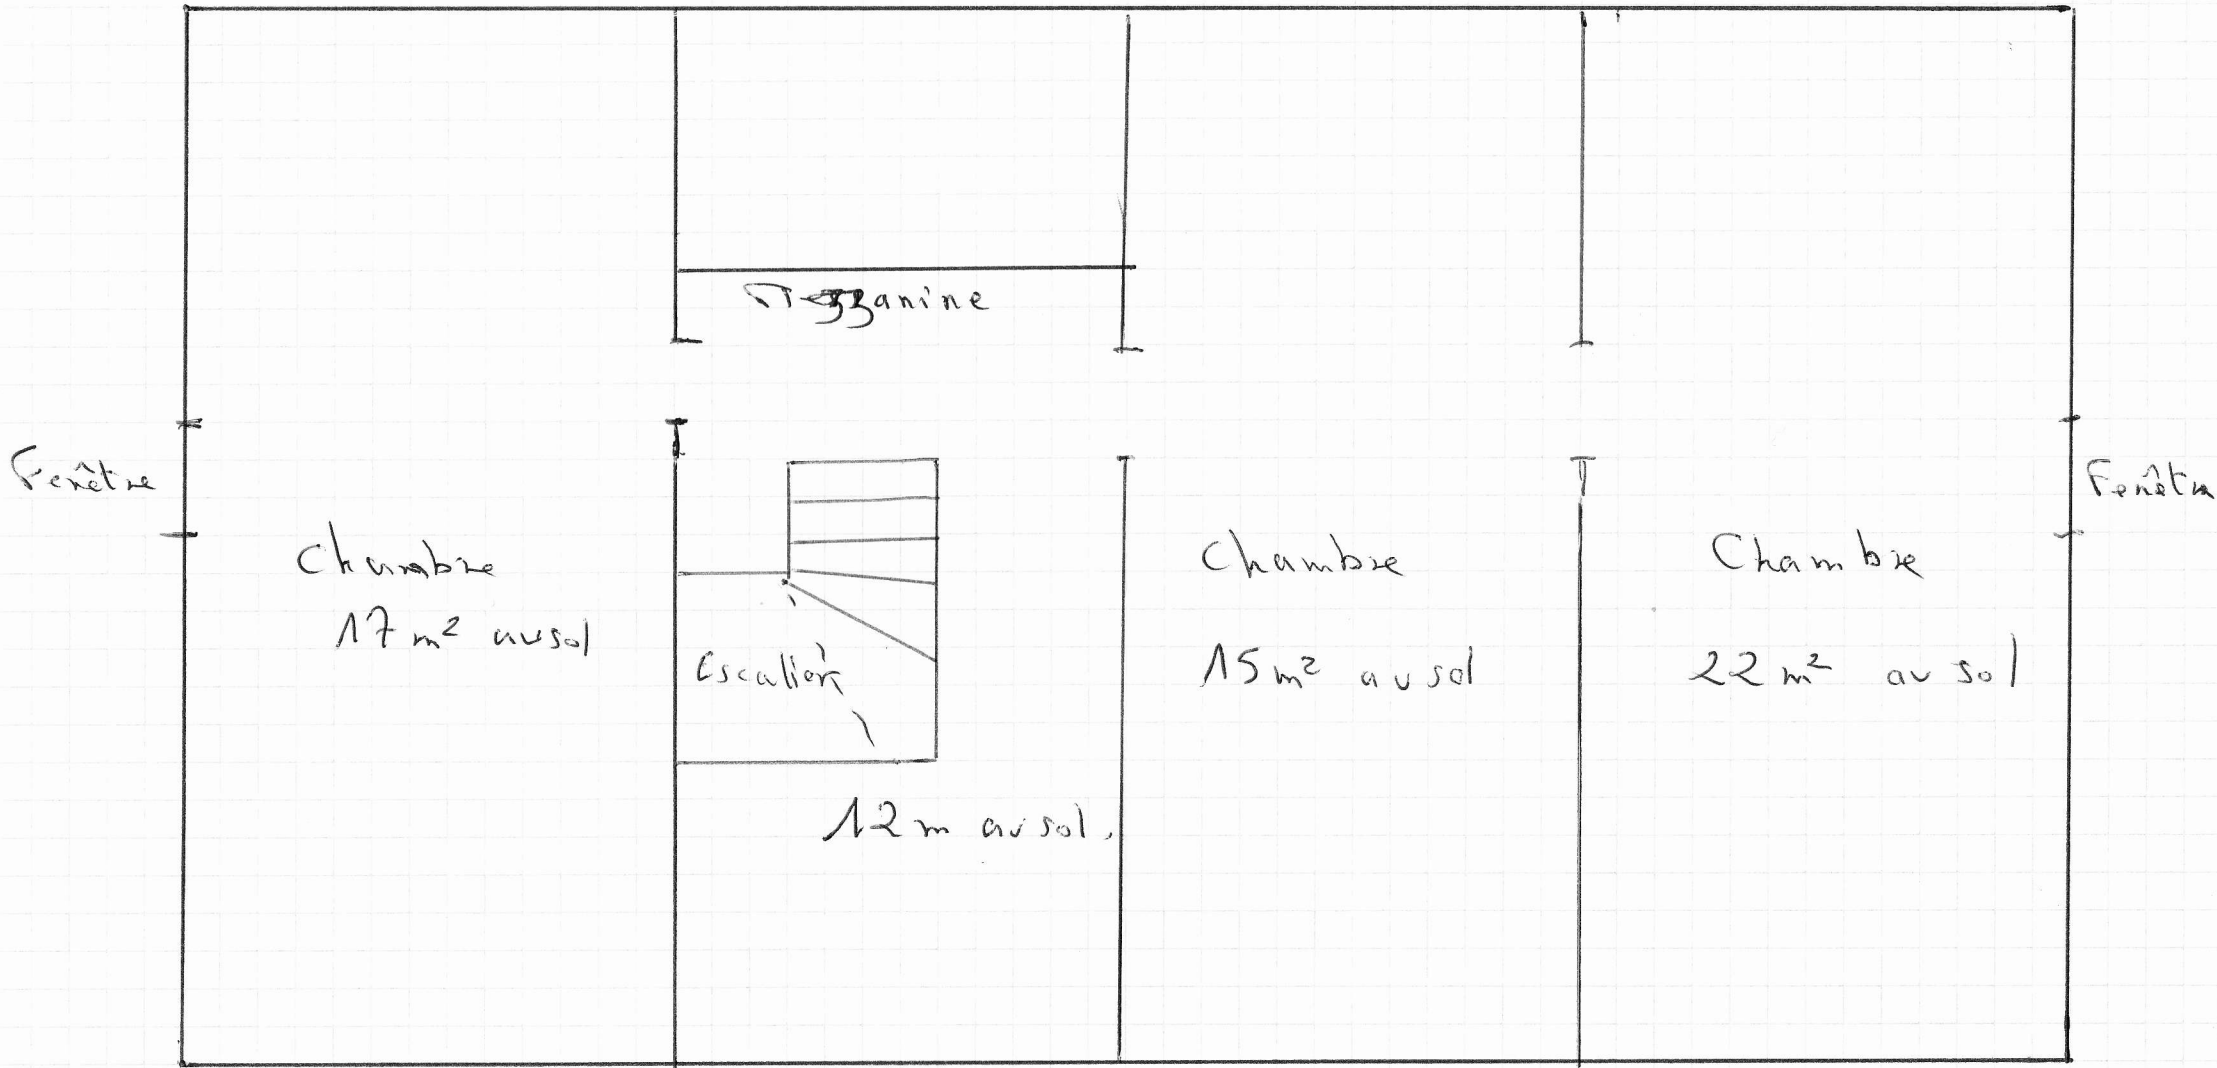 Mezzanine
Fenêtre
Chambre
17 m² au sol
Escalier
12 m au sol.
Chambre
15 m² au sol
Chambre
22 m² au sol
Fenêtre